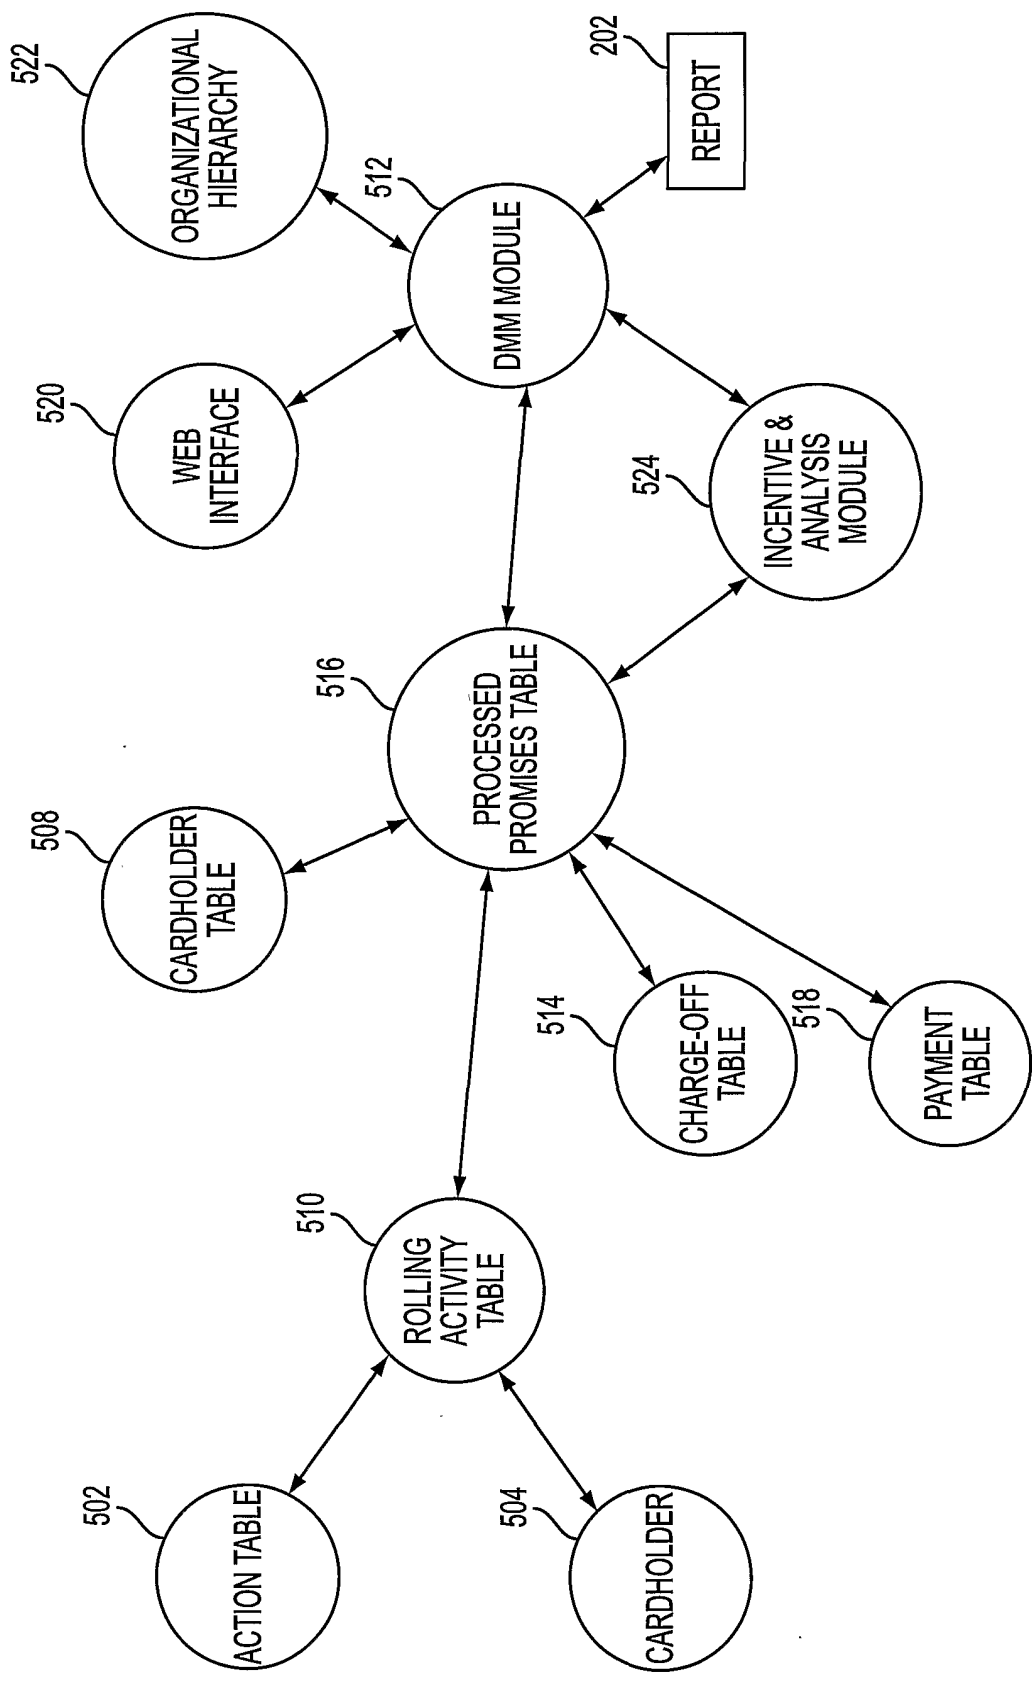 502
ACTION TABLE
504
CARDHOLDER
510
ROLLING
ACTIVITY
TABLE
508
CARDHOLDER
TABLE
514
CHARGE-OFF
TABLE
518
PAYMENT
TABLE
516
PROCESSED
PROMISES TABLE
520
WEB
INTERFACE
524
INCENTIVE &
ANALYSIS
MODULE
512
DMM MODULE
522
ORGANIZATIONAL
HIERARCHY
202
REPORT